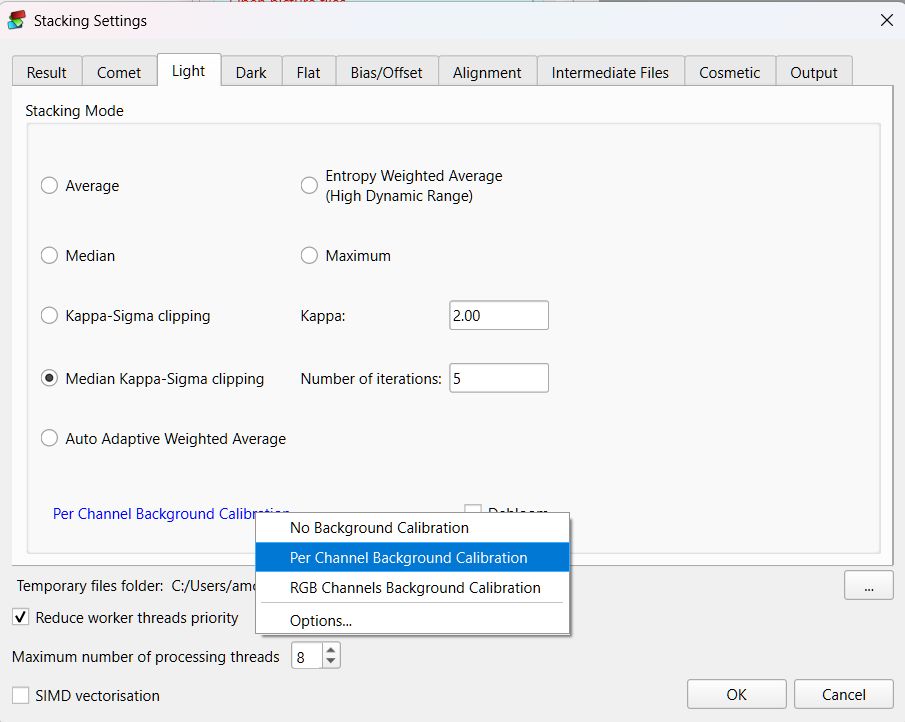 Stacking Settings
Result Comet Light Dark Flat Bias/Offset Alignment Intermediate Files Cosmetic Output
Stacking Mode
Average
Entropy Weighted Average
(High Dynamic Range)
Median
Maximum
Kappa-Sigma clipping
Kappa: 2.00
Median Kappa-Sigma clipping
Number of iterations: 5
Auto Adaptive Weighted Average
Per Channel Background Calibration
No Background Calibration
Per Channel Background Calibration
RGB Channels Background Calibration
Options...
Temporary files folder: C:/Users/amo
...
Reduce worker threads priority
Maximum number of processing threads 8
SIMD vectorisation
OK Cancel